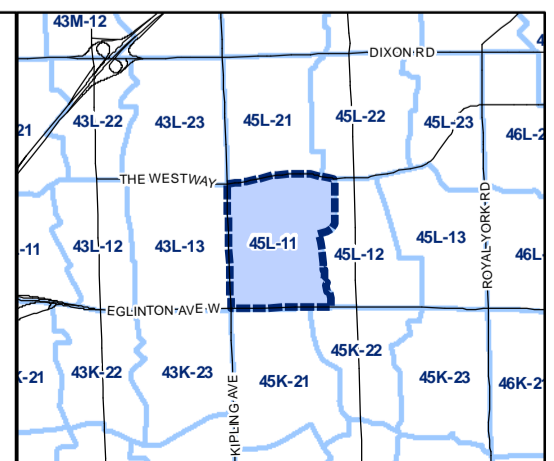 43M-12
DIXON RD
4
21
43L-22
43L-23
45L-21
45L-22
45L-23
46L-2
THE WESTWAY
-11
43L-12
43L-13
45L-11
45L-12
45L-13
46L-
ROYAL YORK RD
EGLINTON AVE W
K-21
43K-22
43K-23
45K-21
45K-22
45K-23
46K-2
KIPLING AVE